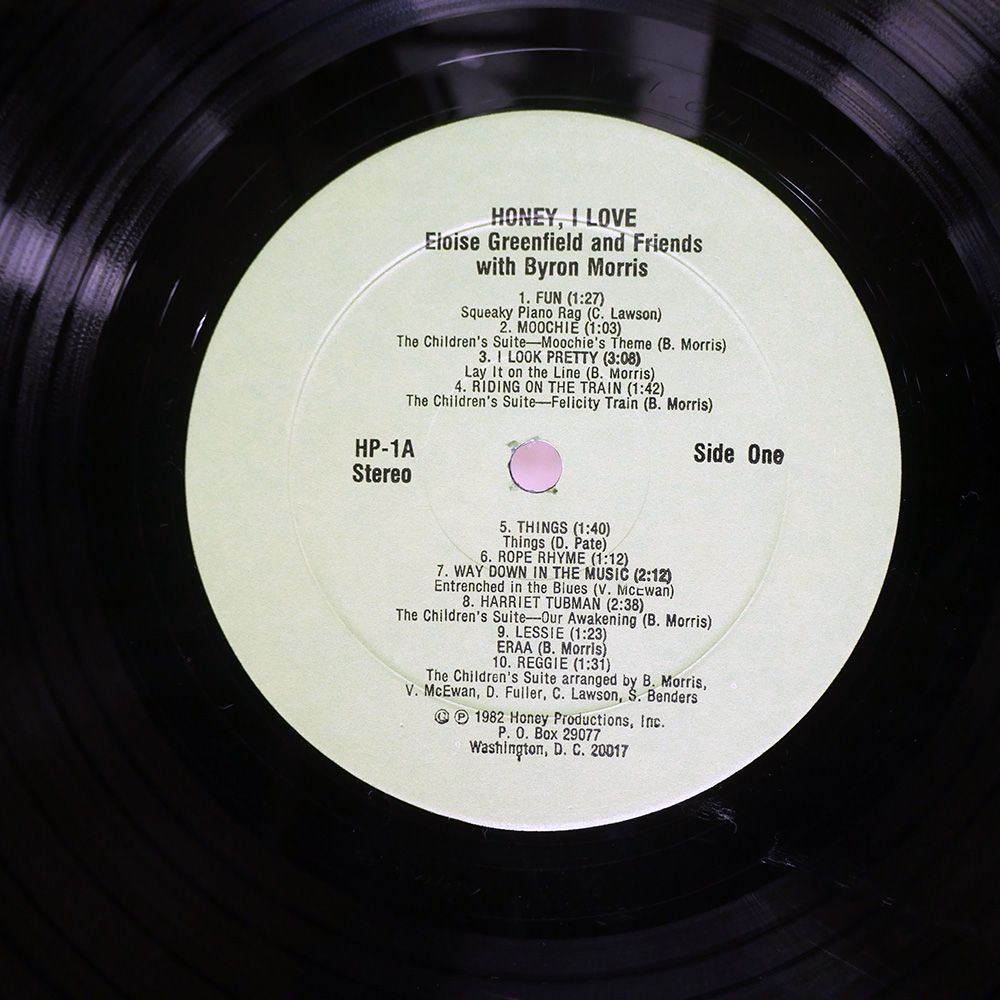 HONEY, I LOVE
Eloise Greenfield and Friends
with Byron Morris
1. FUN (1:27)
Squeaky Piano Rag (C. Lawson)
2. MOOCHIE (1:03)
The Children's Suite—Moochie's Theme (B. Morris)
3. I LOOK PRETTY (3:08)
Lay It on the Line (B. Morris)
4. RIDING ON THE TRAIN (1:42)
The Children's Suite—Felicity Train (B. Morris)
HP-1A
Stereo
Side One
5. THINGS (1:40)
Things (D. Pate)
6. ROPE RHYME (1:12)
7. WAY DOWN IN THE MUSIC (2:12)
Entrenched in the Blues (V. McEwan)
8. HARRIET TUBMAN (2:38)
The Children's Suite—Our Awakening (B. Morris)
9. LESSIE (1:23)
ERAA (B. Morris)
10. REGGIE (1:31)
The Children's Suite arranged by B. Morris,
V. McEwan, D. Fuller, C. Lawson, S. Benders
© ℗ 1982 Honey Productions, Inc.
P. O. Box 29077
Washington, D. C. 20017